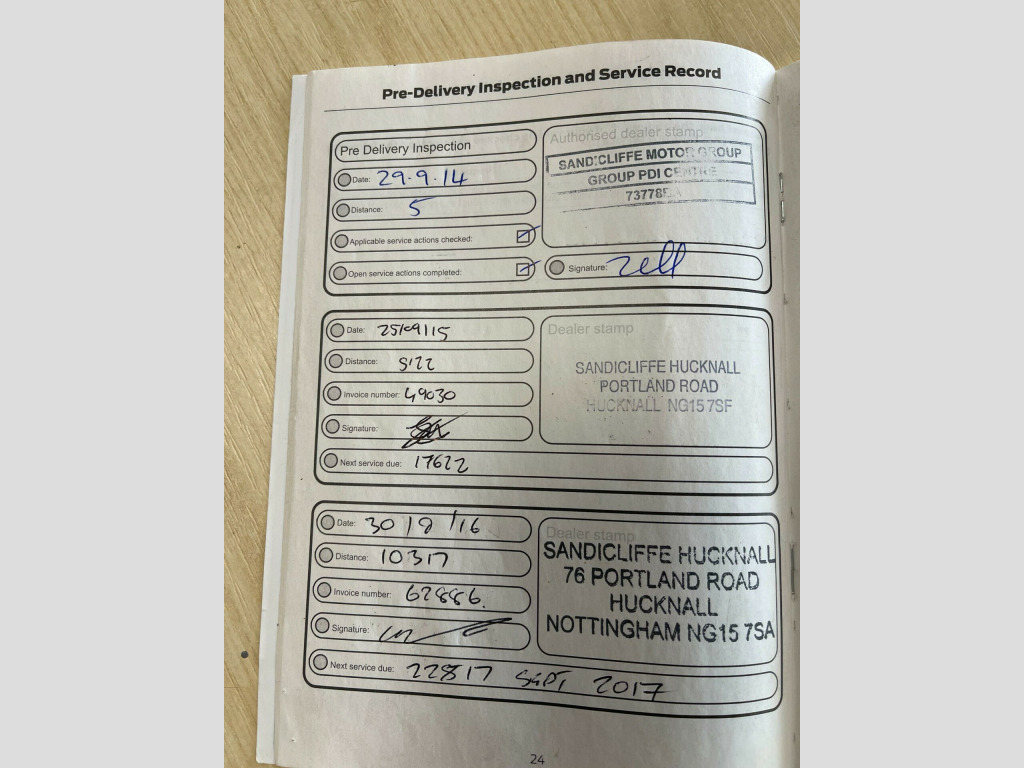 Pre-Delivery Inspection and Service Record
Pre Delivery Inspection
Date: 29.9.14
Distance: 5
Applicable service actions checked:
Open service actions completed:
Authorised dealer stamp
SANDICLIFFE MOTOR GROUP
GROUP PDI CENTRE
Signature:
Date: 25/09/15
Distance: 5122
Invoice number: 49030
Signature:
Next service due: 17622
Dealer stamp
SANDICLIFFE HUCKNALL
PORTLAND ROAD
HUCKNALL NG15 7SF
Date: 30/9/16
Distance: 10317
Invoice number: 62886.
Signature:
Next service due: 22817 SEPT 2017
Dealer stamp
SANDICLIFFE HUCKNALL
76 PORTLAND ROAD
HUCKNALL
NOTTINGHAM NG15 7SA
24